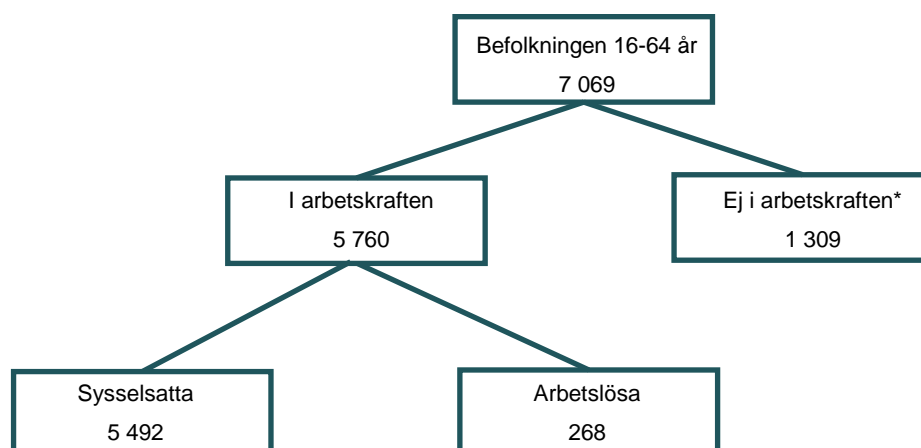 Befolkningen 16-64 år
7 069
I arbetskraften
5 760
Ej i arbetskraften*
1 309
Sysselsatta
5 492
Arbetslösa
268